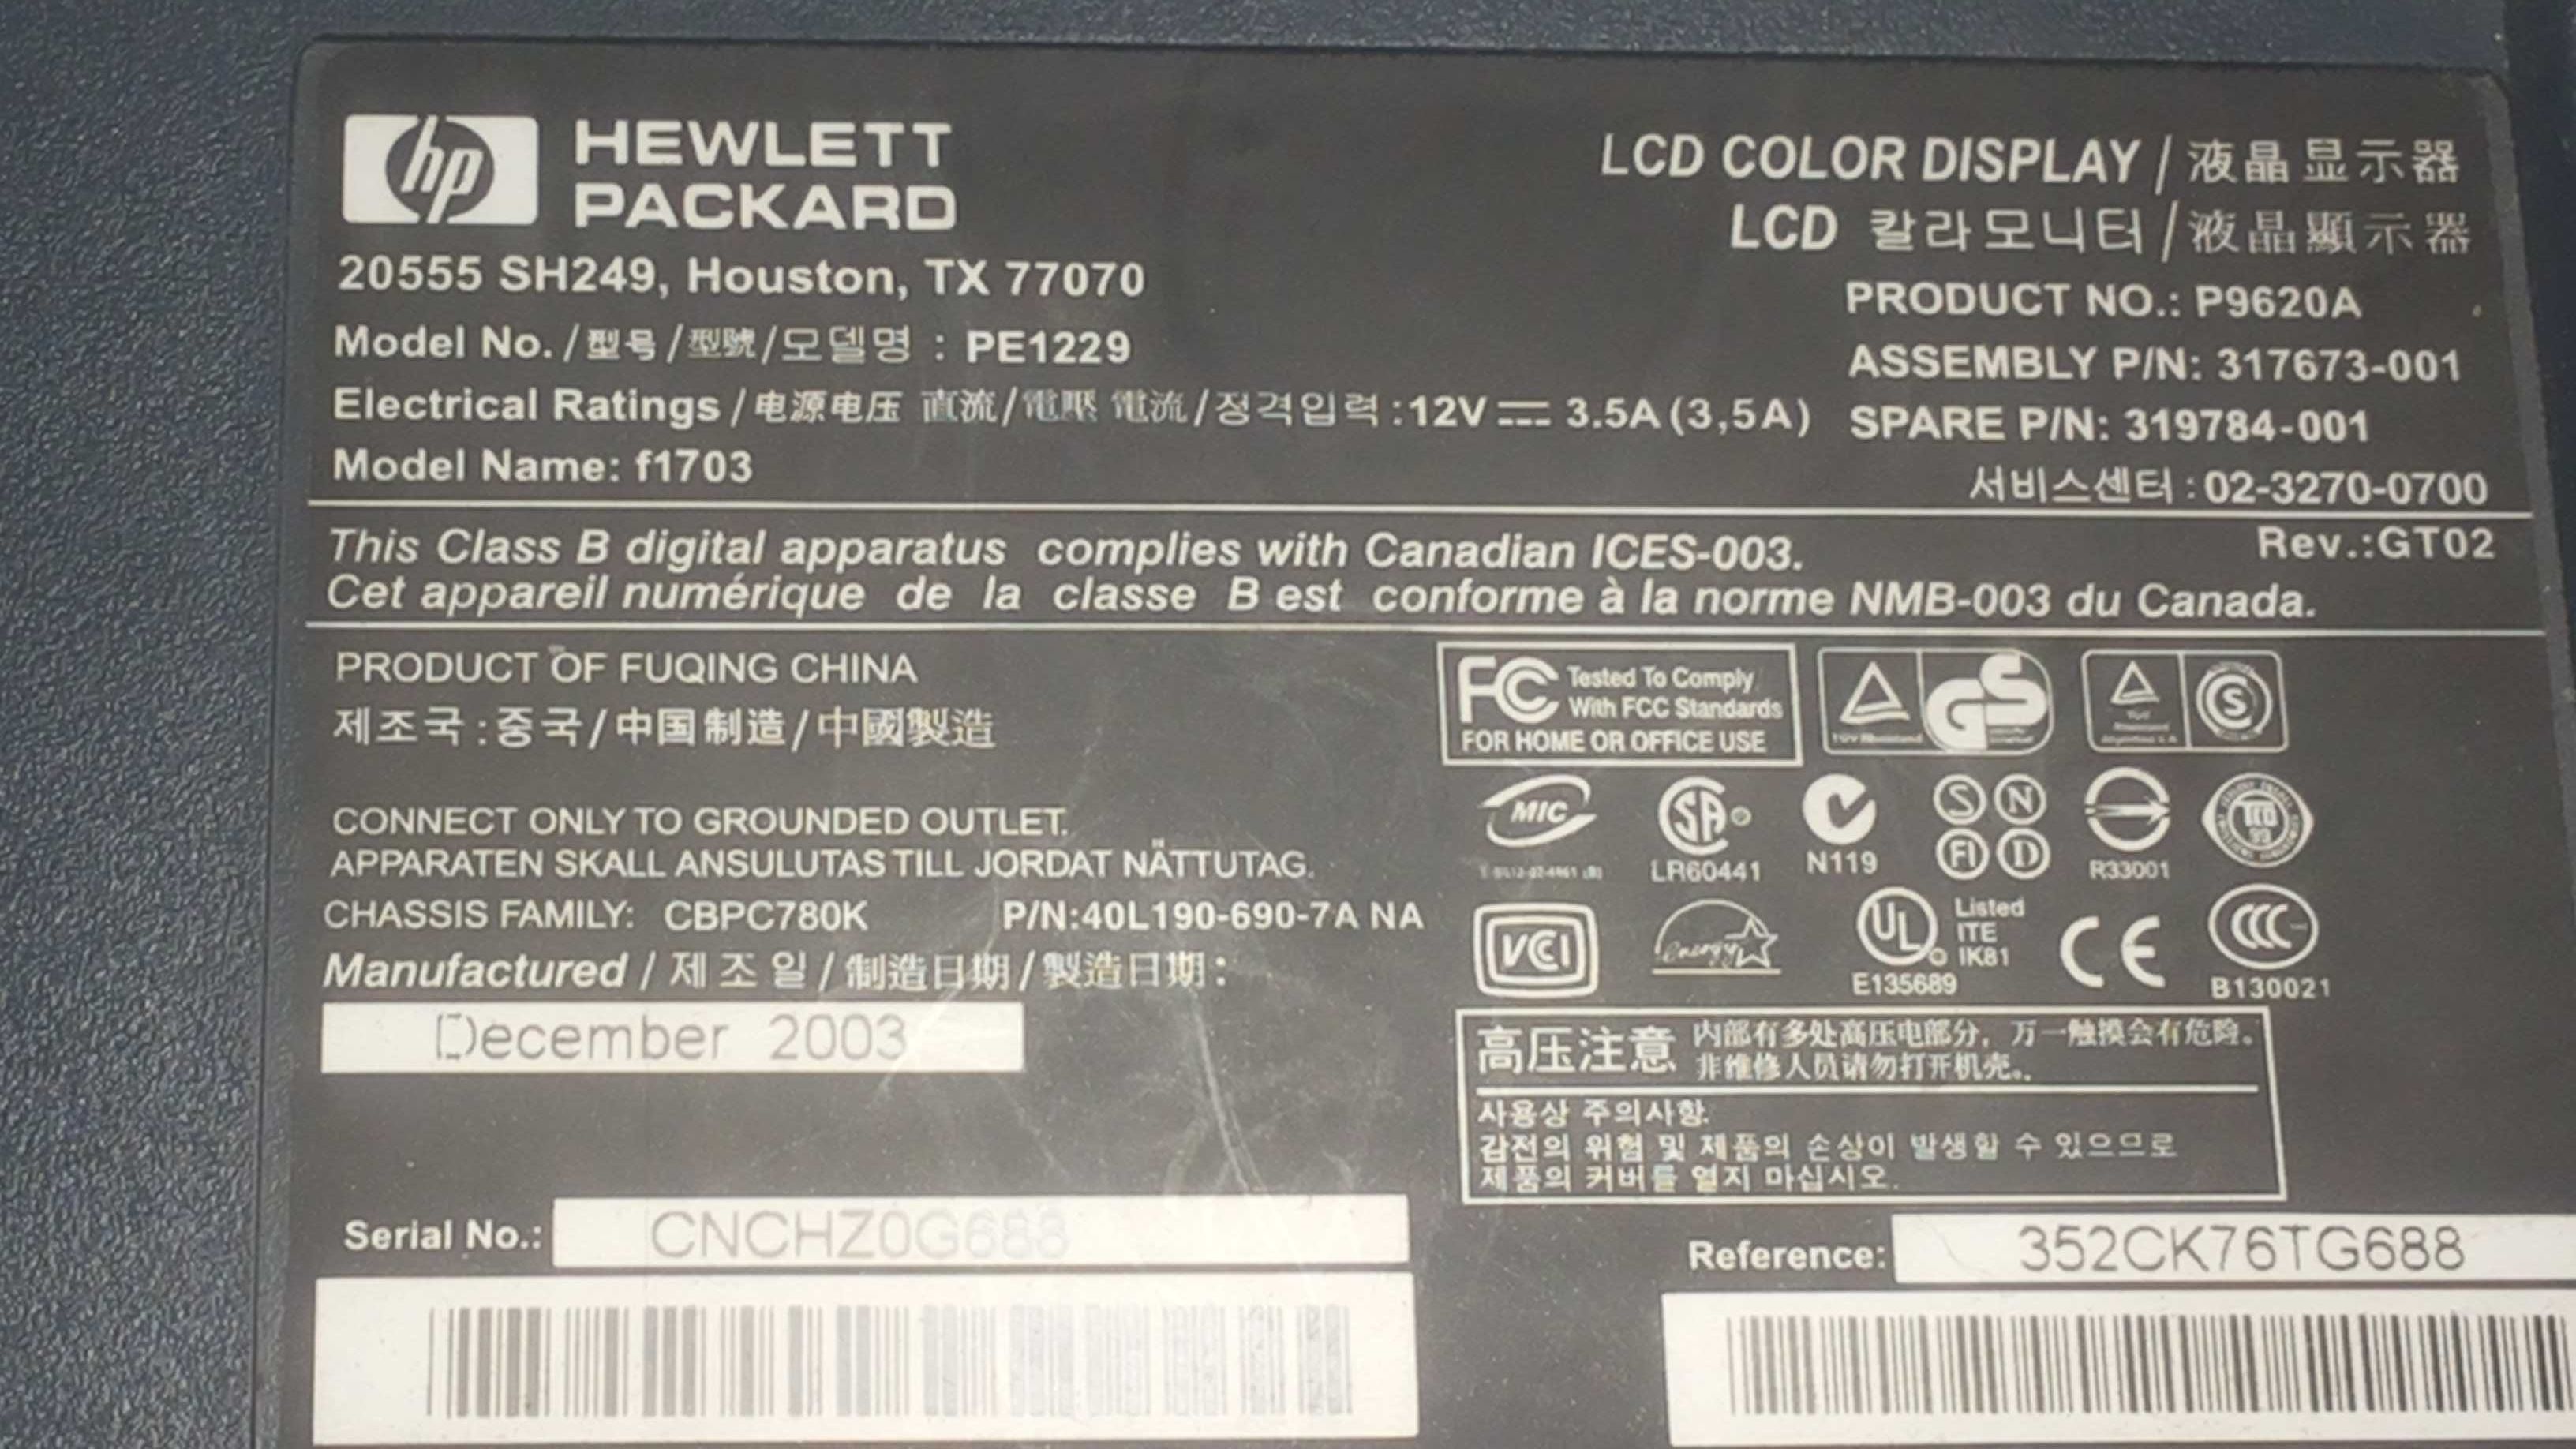 hp HEWLETT
PACKARD
20555 SH249, Houston, TX 77070
Model No./型号/型號/모델명 : PE1229
Electrical Ratings/电源电压 直流/電壓 電流/정격입력:12V 3.5A(3,5A)
Model Name: f1703
LCD COLOR DISPLAY/液晶显示器
LCD 칼라모니터/液晶顯示器
PRODUCT NO.: P9620A
ASSEMBLY P/N: 317673-001
SPARE P/N: 319784-001
서비스센터:02-3270-0700
This Class B digital apparatus complies with Canadian ICES-003.
Rev.:GT02
Cet appareil numérique de la classe B est conforme à la norme NMB-003 du Canada.
PRODUCT OF FUQING CHINA
제조국:중국/中国制造/中國製造
CONNECT ONLY TO GROUNDED OUTLET.
APPARATEN SKALL ANSULUTAS TILL JORDAT NÄTTUTAG.
CHASSIS FAMILY: CBPC780K P/N:40L190-690-7A NA
Manufactured/제조일/制造日期/製造日期:
December 2003
FC Tested To Comply
With FCC Standards
FOR HOME OR OFFICE USE
TÜV Rheinland GS
S
MIC
SA
LR60441
N119
S N
FI D
R33001
TCO
99
VCI
energy
UL Listed
ITE
IK81
E135689
CE
CCC
B130021
高压注意 内部有多处高压电部分，万一触摸会有危险。
非维修人员请勿打开机壳。.
사용상 주의사항.
감전의 위험 및 제품의 손상이 발생할 수 있으므로
제품의 커버를 열지 마십시오.
Serial No.: CNCHZ0G688
Reference: 352CK76TG688